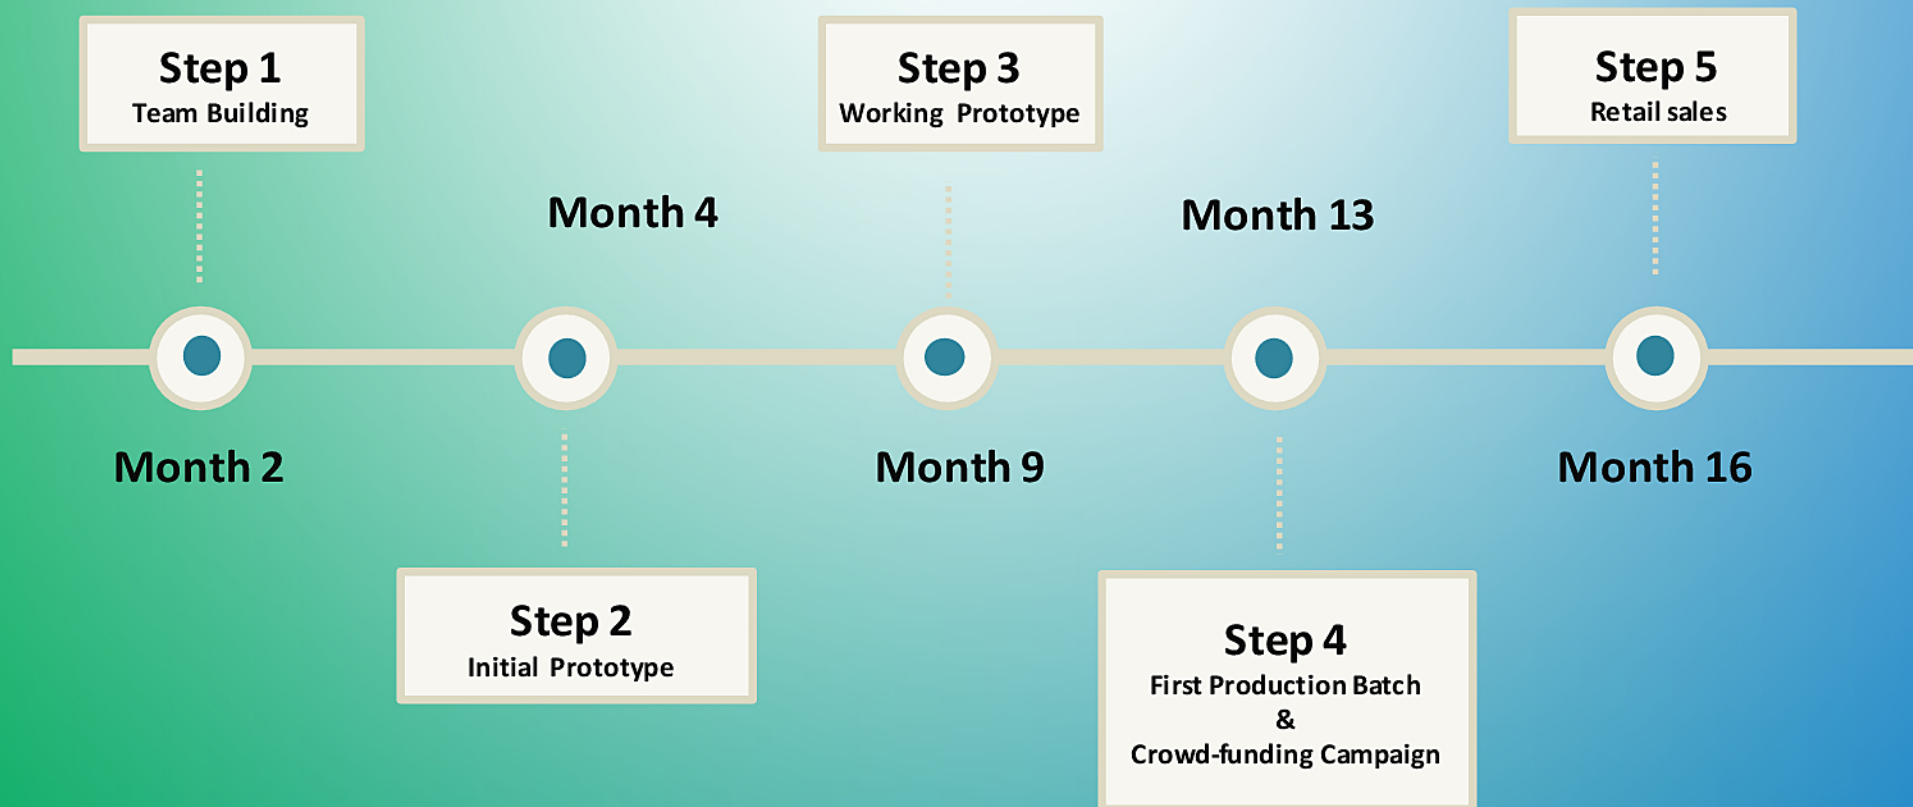 Step 1
Team Building
Month 2
Month 4
Step 2
Initial Prototype
Step 3
Working Prototype
Month 9
Month 13
Step 4
First Production Batch
&
Crowd-funding Campaign
Step 5
Retail sales
Month 16